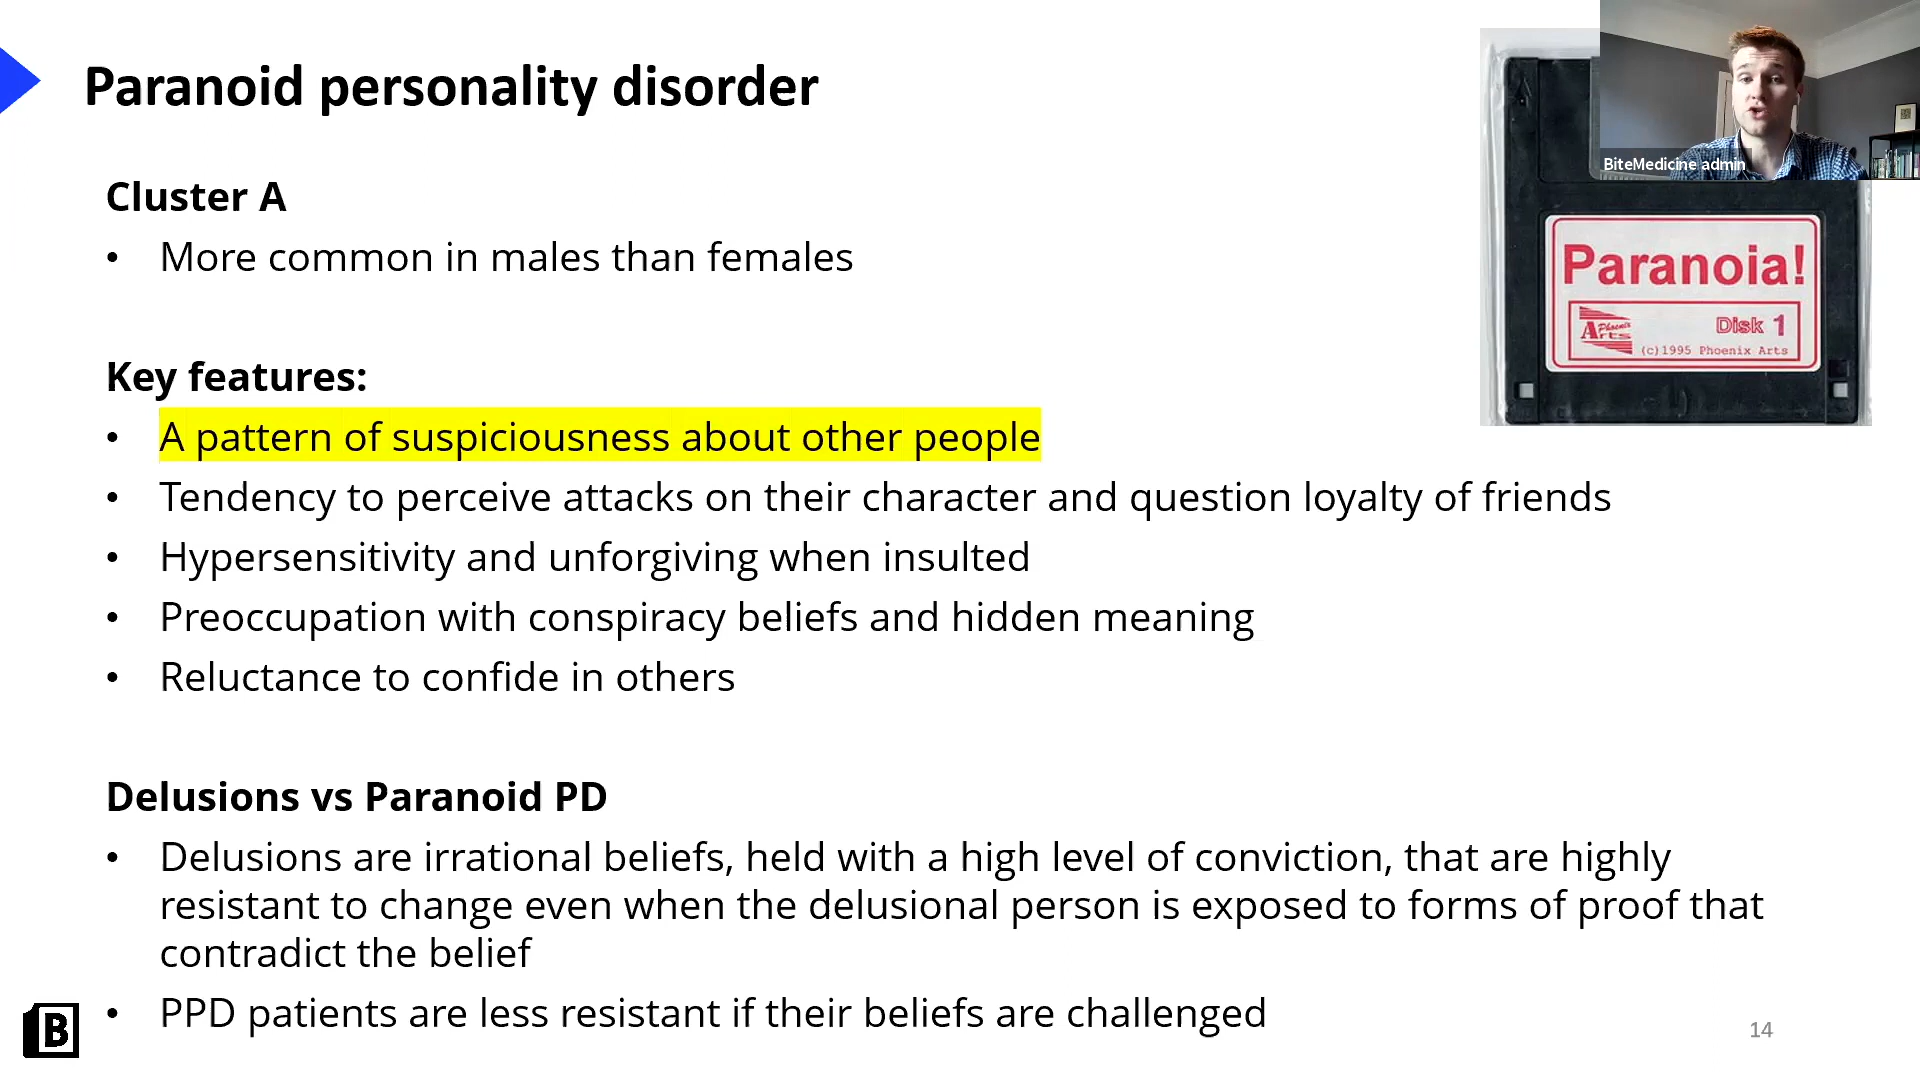 Paranoid personality disorder
BiteMedicine admin
Cluster A
• More common in males than females
Paranoia!
Phoenix
Arts
Disk 1
(c)1995 Phoenix Arts
Key features:
• A pattern of suspiciousness about other people
• Tendency to perceive attacks on their character and question loyalty of friends
• Hypersensitivity and unforgiving when insulted
• Preoccupation with conspiracy beliefs and hidden meaning
• Reluctance to confide in others
Delusions vs Paranoid PD
• Delusions are irrational beliefs, held with a high level of conviction, that are highly
resistant to change even when the delusional person is exposed to forms of proof that
contradict the belief
• PPD patients are less resistant if their beliefs are challenged
B
14